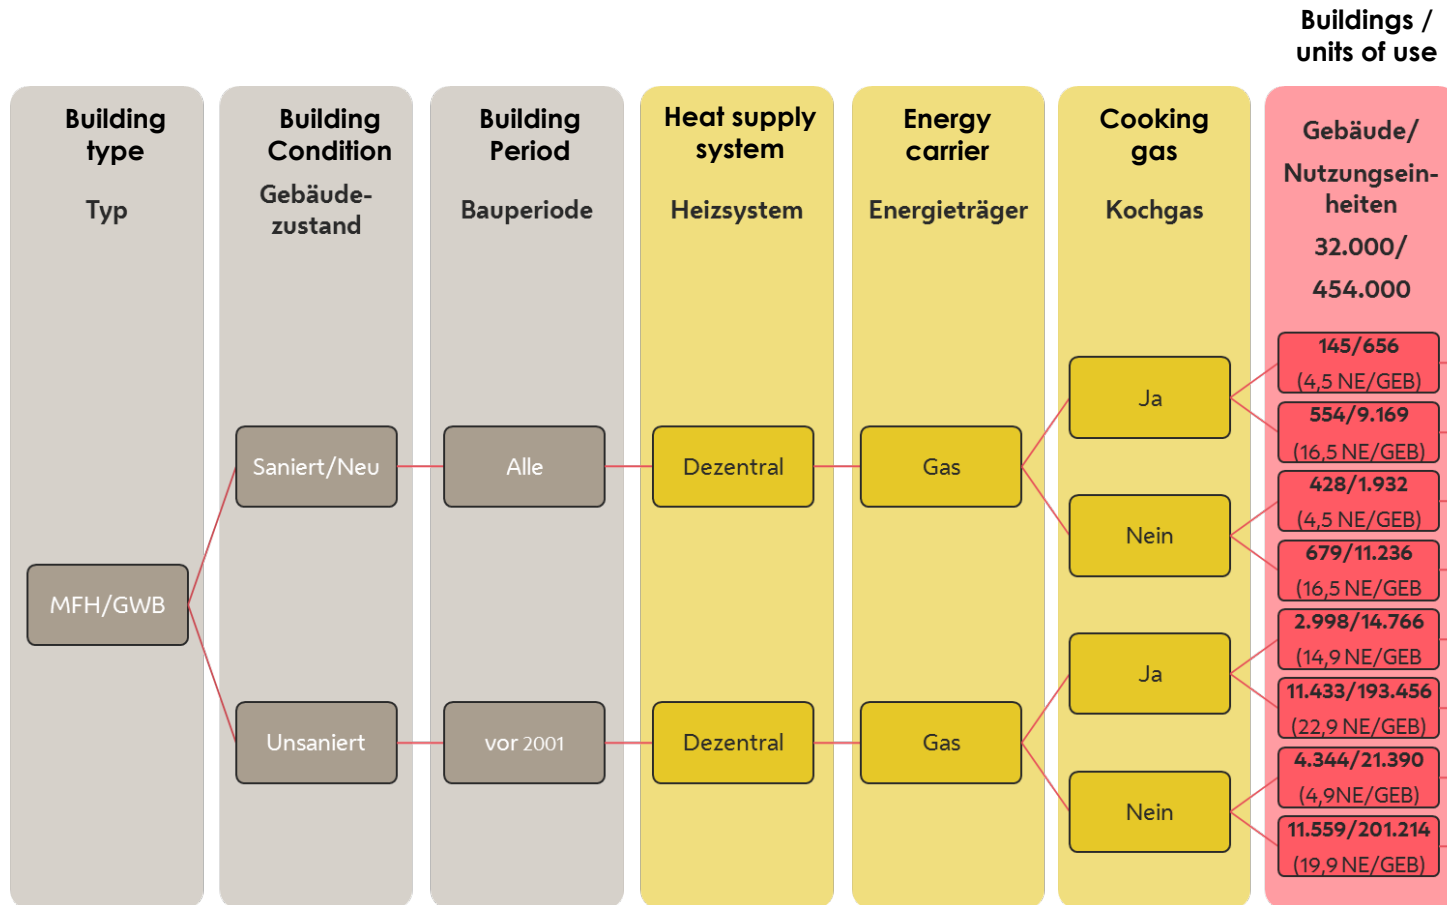 Buildings /
units of use
Building
type
Typ
Building
Condition
Gebäude-
zustand
Building
Period
Bauperiode
Heat supply
system
Heizsystem
Energy
carrier
Energieträger
Cooking
gas
Kochgas
Gebäude/
Nutzungsein-
heiten
32.000/
454.000
MFH/GWB
Saniert/Neu
Alle
Dezentral
Gas
Ja
Nein
Unsaniert
vor 2001
Dezentral
Gas
Ja
Nein
145/656
(4,5 NE/GEB)
554/9.169
(16,5 NE/GEB)
428/1.932
(4,5 NE/GEB)
679/11.236
(16,5 NE/GEB
2.998/14.766
(14,9 NE/GEB
11.433/193.456
(22,9 NE/GEB)
4.344/21.390
(4,9NE/GEB)
11.559/201.214
(19,9 NE/GEB)